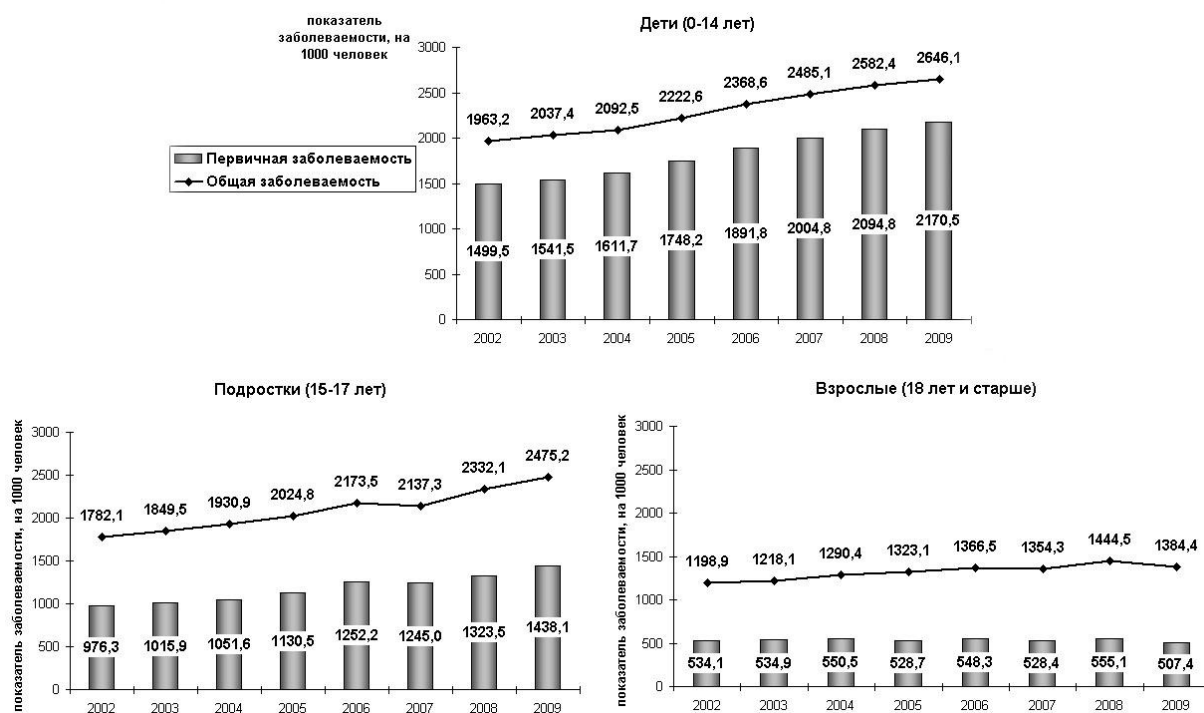 показатель
заболеваемости, на
1000 человек
Дети (0-14 лет)
3000
2500
2000
1500
1000
500
0
1963,2 2037,4 2092,5 2222,6 2368,6 2485,1 2582,4 2646,1
Первичная заболеваемость
Общая заболеваемость
1499,5 1541,5 1611,7 1748,2 1891,8 2004,8 2094,8 2170,5
2002 2003 2004 2005 2006 2007 2008 2009
Подростки (15-17 лет)
показатель заболеваемости, на 1000 человек
3000
2500
2000
1500
1000
500
0
1782,1 1849,5 1930,9 2024,8 2173,5 2137,3 2332,1 2475,2
976,3 1015,9 1051,6 1130,5 1252,2 1245,0 1323,5 1438,1
2002 2003 2004 2005 2006 2007 2008 2009
Взрослые (18 лет и старше)
показатель заболеваемости, на 1000 человек
3000
2500
2000
1500
1000
500
0
1198,9 1218,1 1290,4 1323,1 1366,5 1354,3 1444,5 1384,4
534,1 534,9 550,5 528,7 548,3 528,4 555,1 507,4
2002 2003 2004 2005 2006 2007 2008 2009